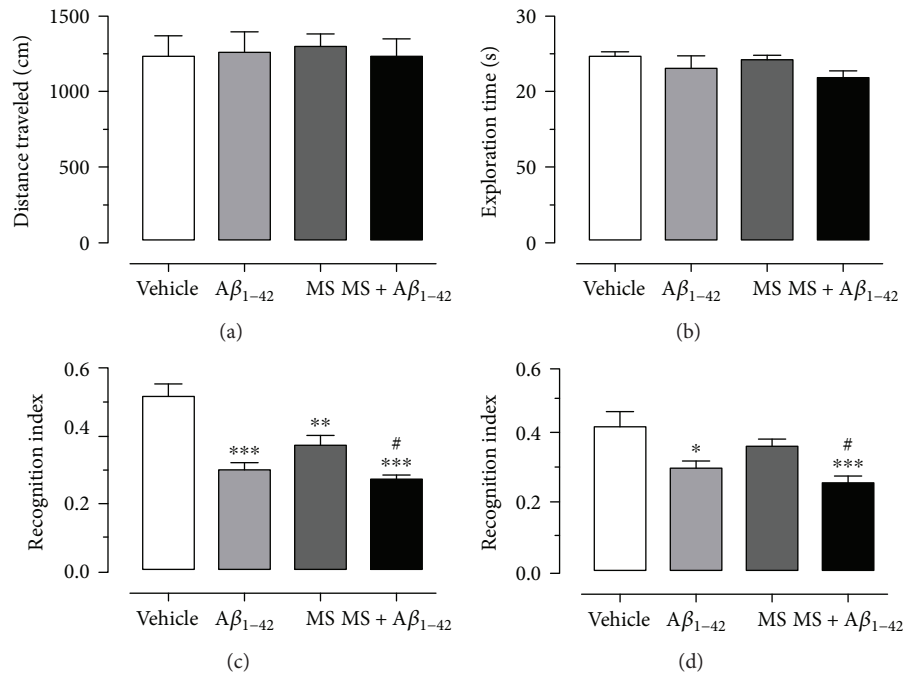 Distance traveled (cm)
1500
1000
500
0
Vehicle Aβ1–42 MS MS + Aβ1–42
(a)
Exploration time (s)
30
20
50
0
Vehicle Aβ1–42 MS MS + Aβ1–42
(b)
Recognition index
0.6
0.4
0.2
0.0
***
**
#
***
Vehicle Aβ1–42 MS MS + Aβ1–42
(c)
Recognition index
0.6
0.4
0.2
0.0
*
#
***
Vehicle Aβ1–42 MS MS + Aβ1–42
(d)